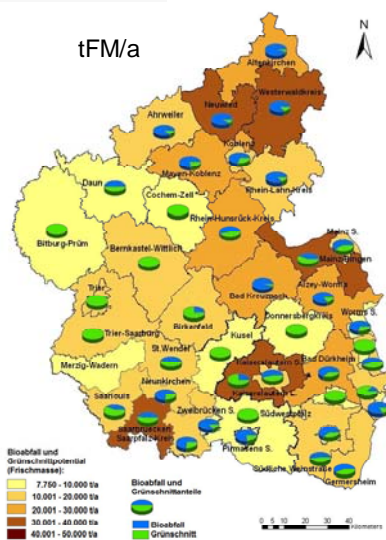 tFM/a
N
Altenkirchen
Westerwaldkreis
Neuwied
Ahrweiler
Koblenz
Mayen-Koblenz
Rhein-Lahn-Kreis
Daun
Cochem-Zell
Rhein-Hunsrück-Kreis
Bitburg-Prüm
Bernkastel-Wittlich
Mainz S.
Mainz-Bingen
Trier
Bad Kreuznach
Alzey-Worms
Worms S.
Trier-Saarburg
Birkenfeld
Donnersbergkreis
Kusel
Merzig-Wadern
St.Wendel
Kaiserslautern S.
Bad Dürkheim
Neunkirchen
Kaiserslautern L.
Saarlouis
Zweibrücken S.
Südwestpfalz
Saarbruecken
Saarpfalz-Kreis
Pirmasens S.
Südliche Weinstraße
Germersheim
Bioabfall und
Grünschnittpotential
(Frischmasse):
7.750 - 10.000 t/a
10.001 - 20.000 t/a
20.001 - 30.000 t/a
30.001 - 40.000 t/a
40.001 - 50.000 t/a
Bioabfall und
Grünschnittanteile
Bioabfall
Grünschnitt
0 5 10 20 30 40
Kilometers